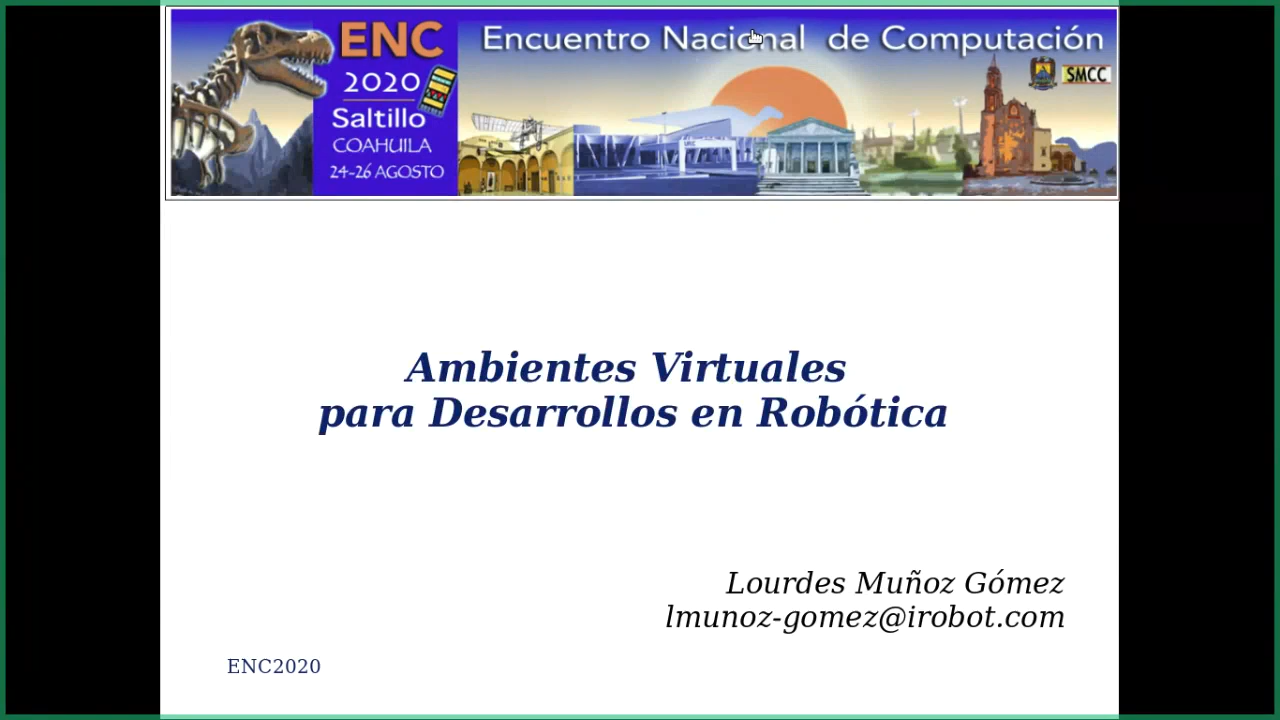 ENC
2020
Saltillo
COAHUILA
24-26 AGOSTO
Encuentro Nacional de Computación
SMCC
Ambientes Virtuales
para Desarrollos en Robótica
Lourdes Muñoz Gómez
lmunoz-gomez@irobot.com
ENC2020